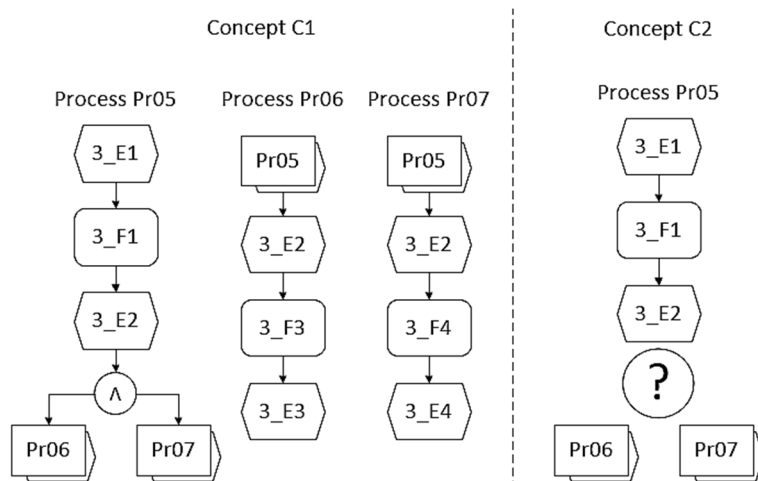 Concept C1
Process Pr05
3_E1
3_F1
3_E2
∧
Pr06
Pr07
Process Pr06
Pr05
3_E2
3_F3
3_E3
Process Pr07
Pr05
3_E2
3_F4
3_E4
Concept C2
Process Pr05
3_E1
3_F1
3_E2
?
Pr06
Pr07